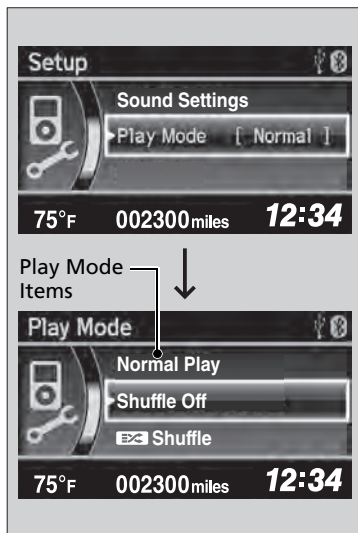 Setup
Sound Settings
Play Mode [ Normal ]
75°F 002300 miles 12:34
Play Mode
Items
Play Mode
Normal Play
Shuffle Off
Shuffle
75°F 002300 miles 12:34